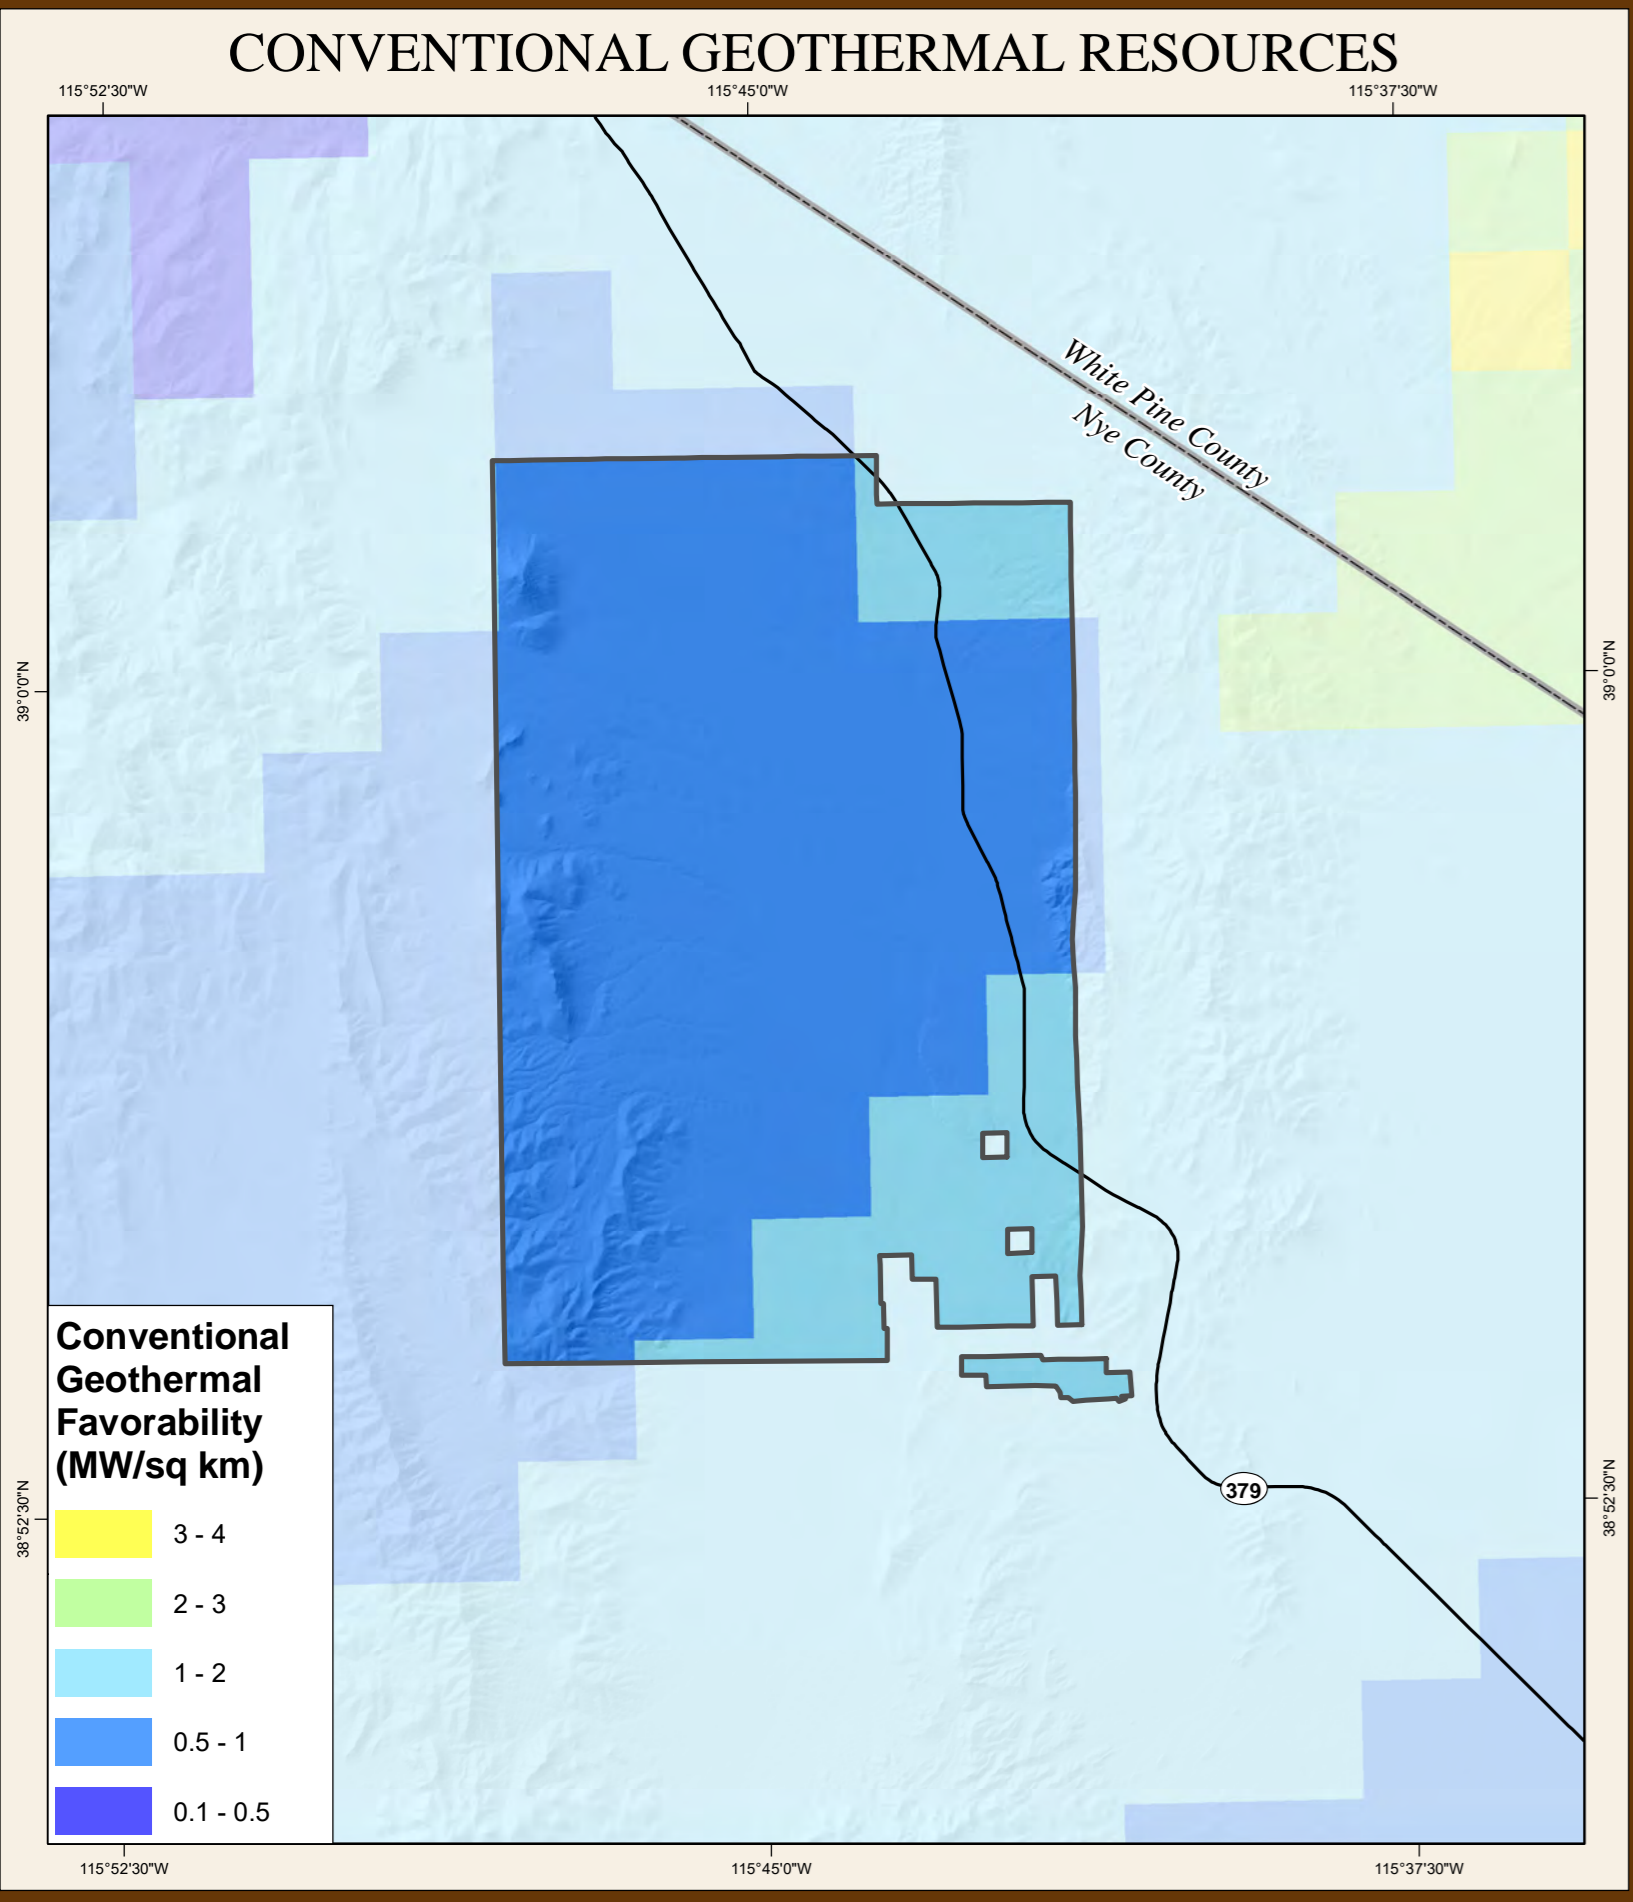 CONVENTIONAL GEOTHERMAL RESOURCES
115°52'30"W
115°45'0"W
115°37'30"W
White Pine County
Nye County
39°0'0"N
39°0'0"N
Conventional
Geothermal
Favorability
(MW/sq km)
3 - 4
2 - 3
1 - 2
0.5 - 1
0.1 - 0.5
379
38°52'30"N
38°52'30"N
115°52'30"W
115°45'0"W
115°37'30"W